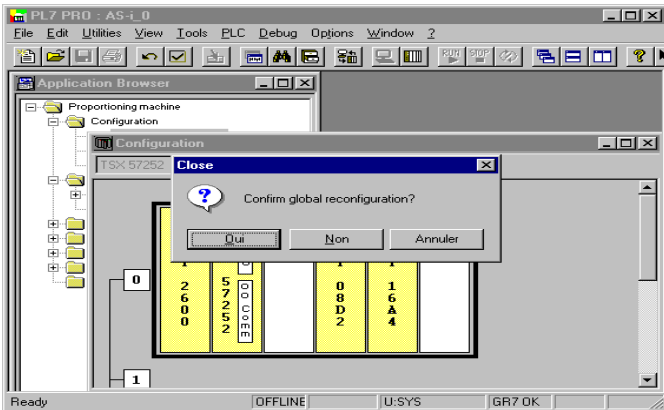 PL7 PRO : AS-i_0
File Edit Utilities View Tools PLC Debug Options Window ?
RUN STOP
Application Browser
Proportioning machine
Configuration
Configuration
TSX 57252
Close
Confirm global reconfiguration?
Oui Non Annuler
0
2600
57252
Comm
08D2
16A4
1
Ready OFFLINE U:SYS GR7 OK